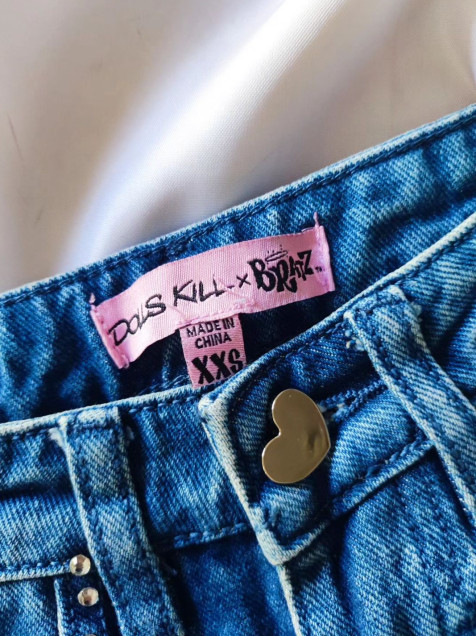 DOLLS KILL × BRATZ
MADE IN
CHINA
XXS